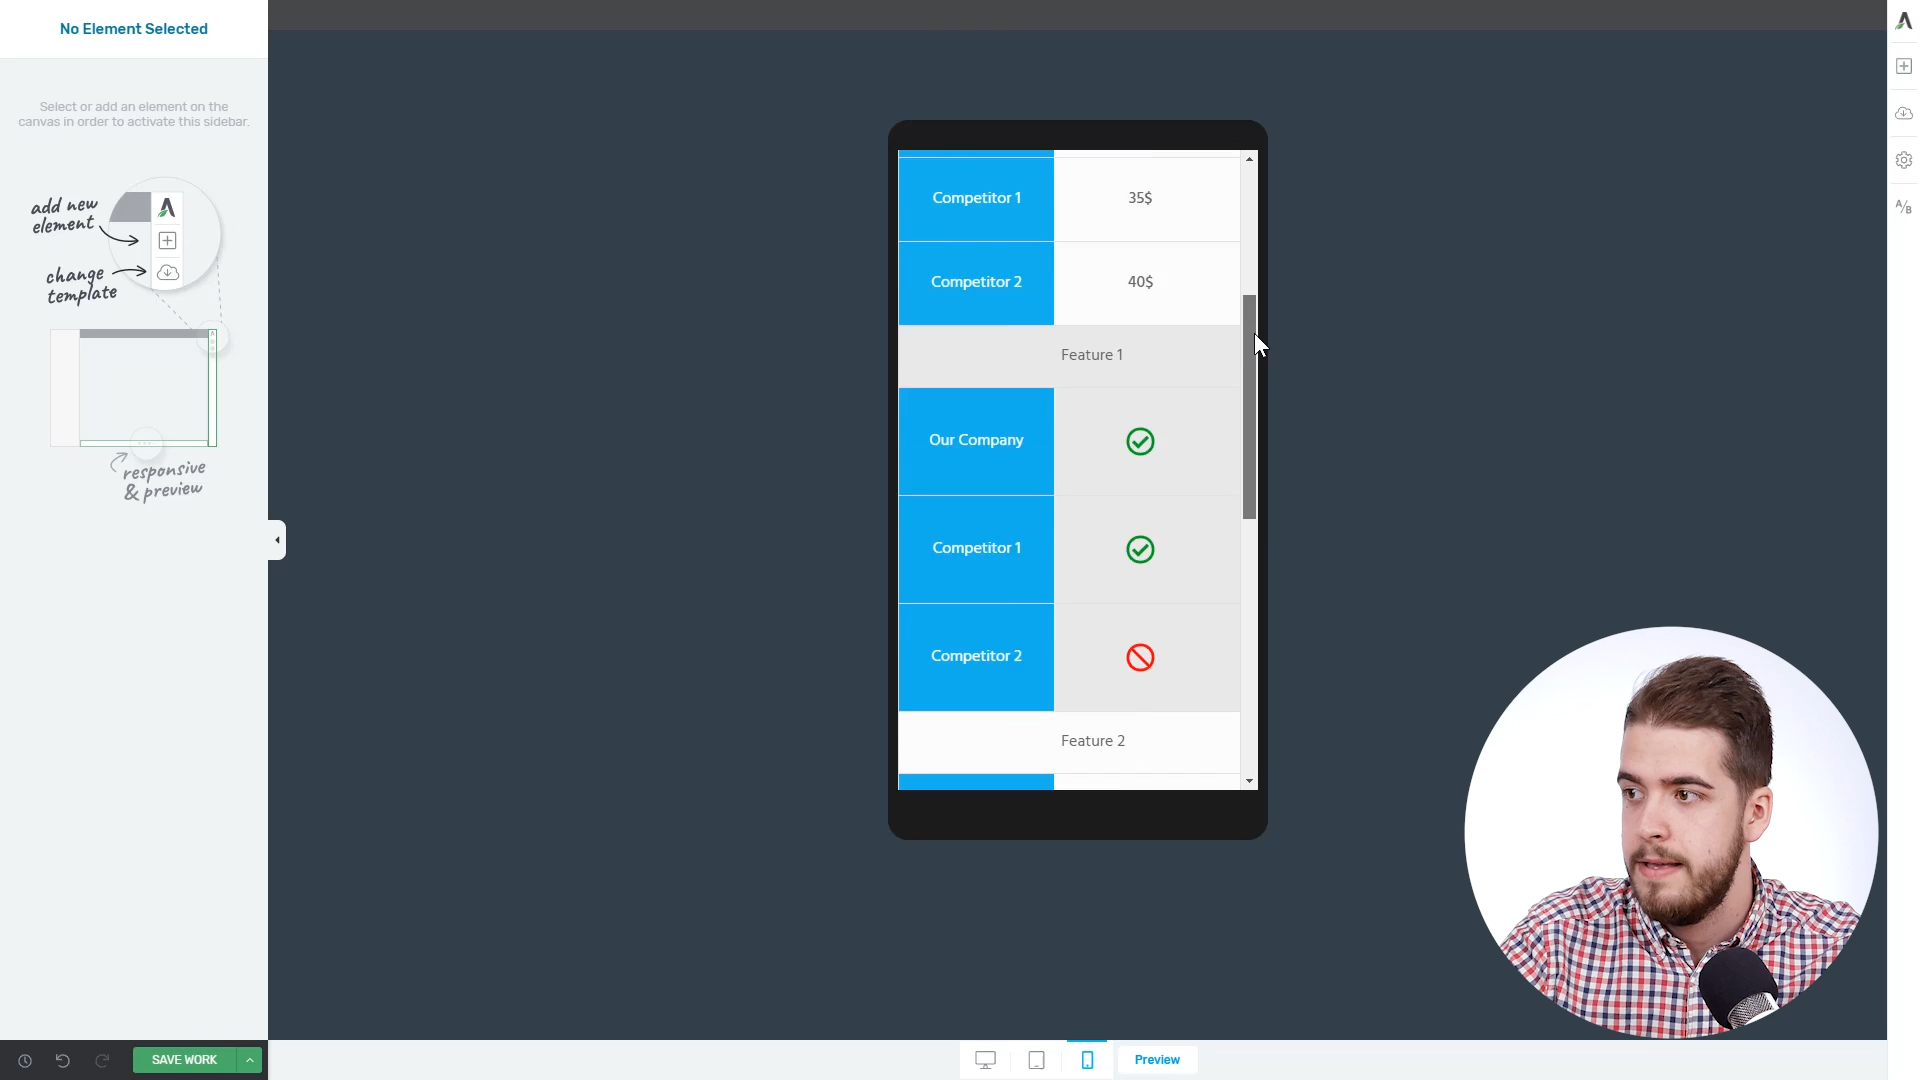 No Element Selected
Select or add an element on the
canvas in order to activate this sidebar.
add new
element
change
template
responsive
& preview
Competitor 1
35$
Competitor 2
40$
Feature 1
Our Company
Competitor 1
Competitor 2
Feature 2
A/B
SAVE WORK
Preview